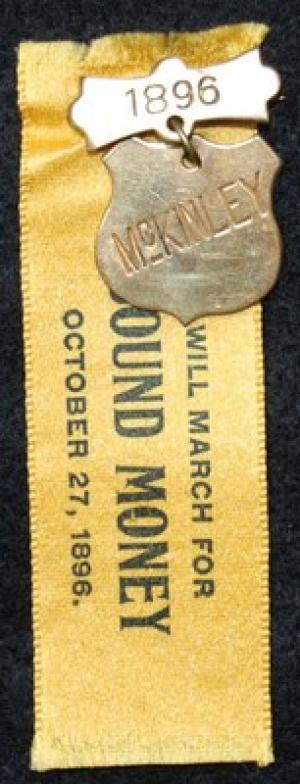 1896
McKINLEY
WILL MARCH FOR
OUND MONEY
OCTOBER 27, 1896.